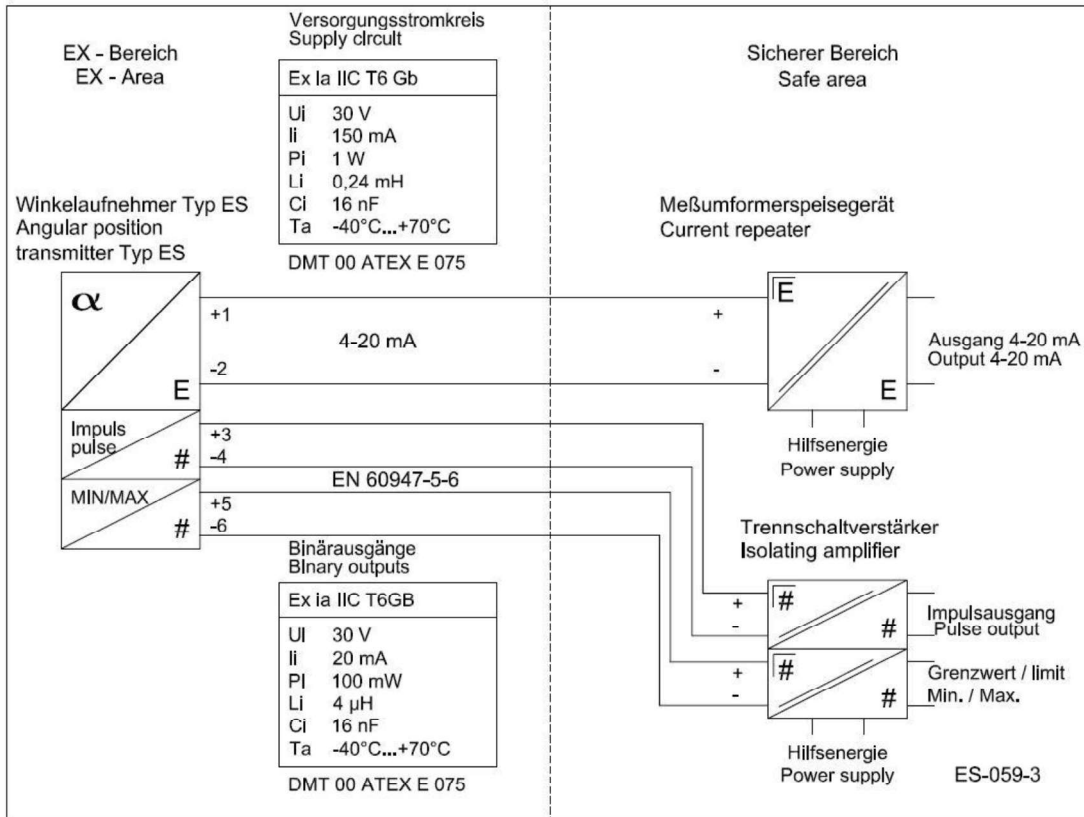 EX - Bereich
EX - Area
Versorgungsstromkreis
Supply circuit
Sicherer Bereich
Safe area
Ex Ia IIC T6 Gb
Ui 30 V
Ii 150 mA
Pi 1 W
Li 0,24 mH
Ci 16 nF
Ta -40°C...+70°C
DMT 00 ATEX E 075
Winkelaufnehmer Typ ES
Angular position
transmitter Typ ES
Meßumformerspeisegerät
Current repeater
α
E
+1
-2
4-20 mA
+
-
E
E
Ausgang 4-20 mA
Output 4-20 mA
Hilfsenergie
Power supply
Impuls
pulse
#
+3
-4
EN 60947-5-6
MIN/MAX
#
+5
-6
Trennschaltverstärker
Isolating amplifier
+
-
#
#
Impulsausgang
Pulse output
+
-
#
#
Grenzwert / limit
Min. / Max.
Hilfsenergie
Power supply
Binärausgänge
BInary outputs
Ex ia IIC T6GB
UI 30 V
Ii 20 mA
PI 100 mW
Li 4 µH
Ci 16 nF
Ta -40°C...+70°C
DMT 00 ATEX E 075
ES-059-3